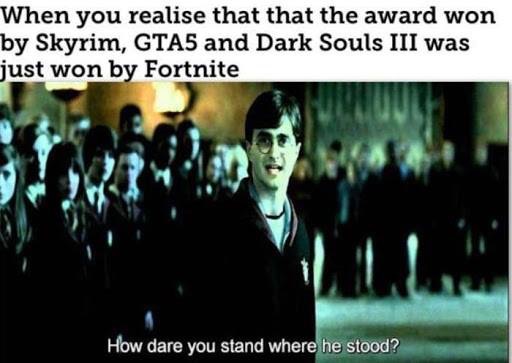 When you realise that that the award won
by Skyrim, GTA5 and Dark Souls III was
just won by Fortnite
How dare you stand where he stood?